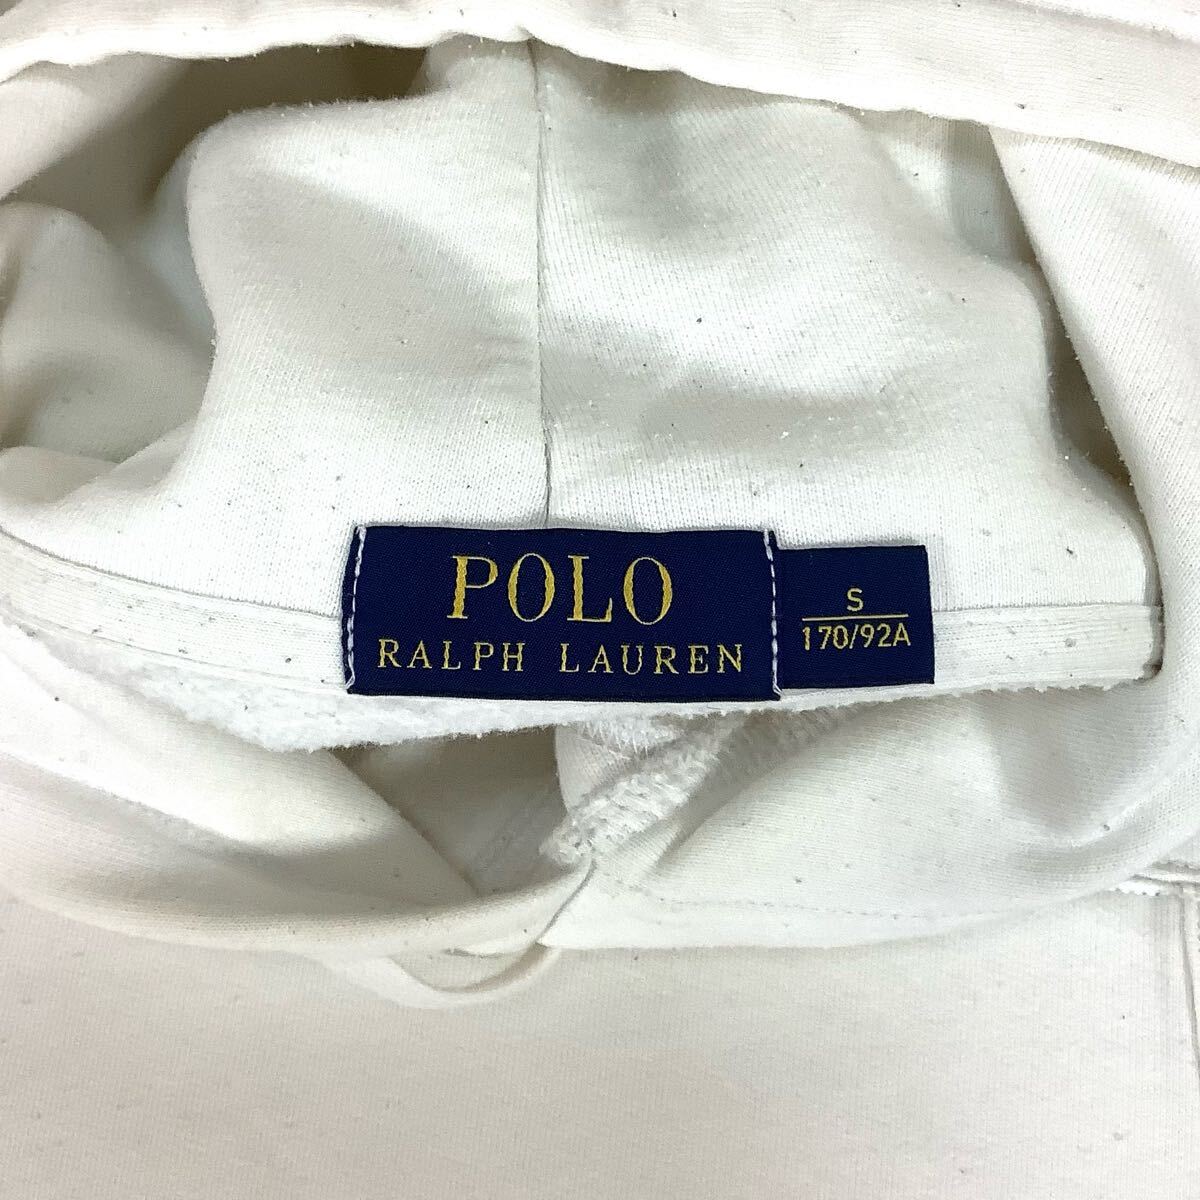 POLO
RALPH LAUREN
S
170/92A